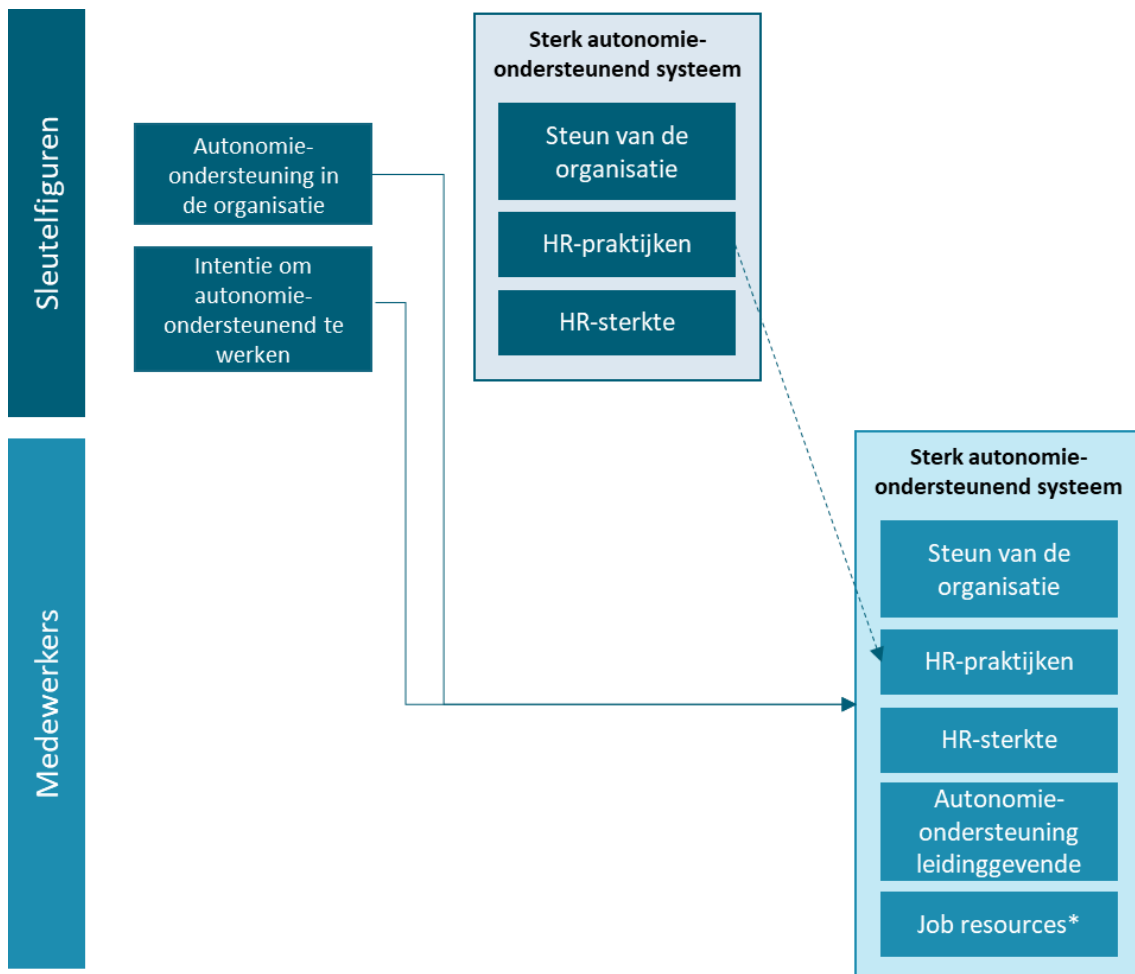 Sleutelfiguren
Autonomie-
ondersteuning in
de organisatie
Intentie om
autonomie-
ondersteunend te
werken
Sterk autonomie-
ondersteunend systeem
Steun van de
organisatie
HR-praktijken
HR-sterkte
Medewerkers
Sterk autonomie-
ondersteunend systeem
Steun van de
organisatie
HR-praktijken
HR-sterkte
Autonomie-
ondersteuning
leidinggevende
Job resources*